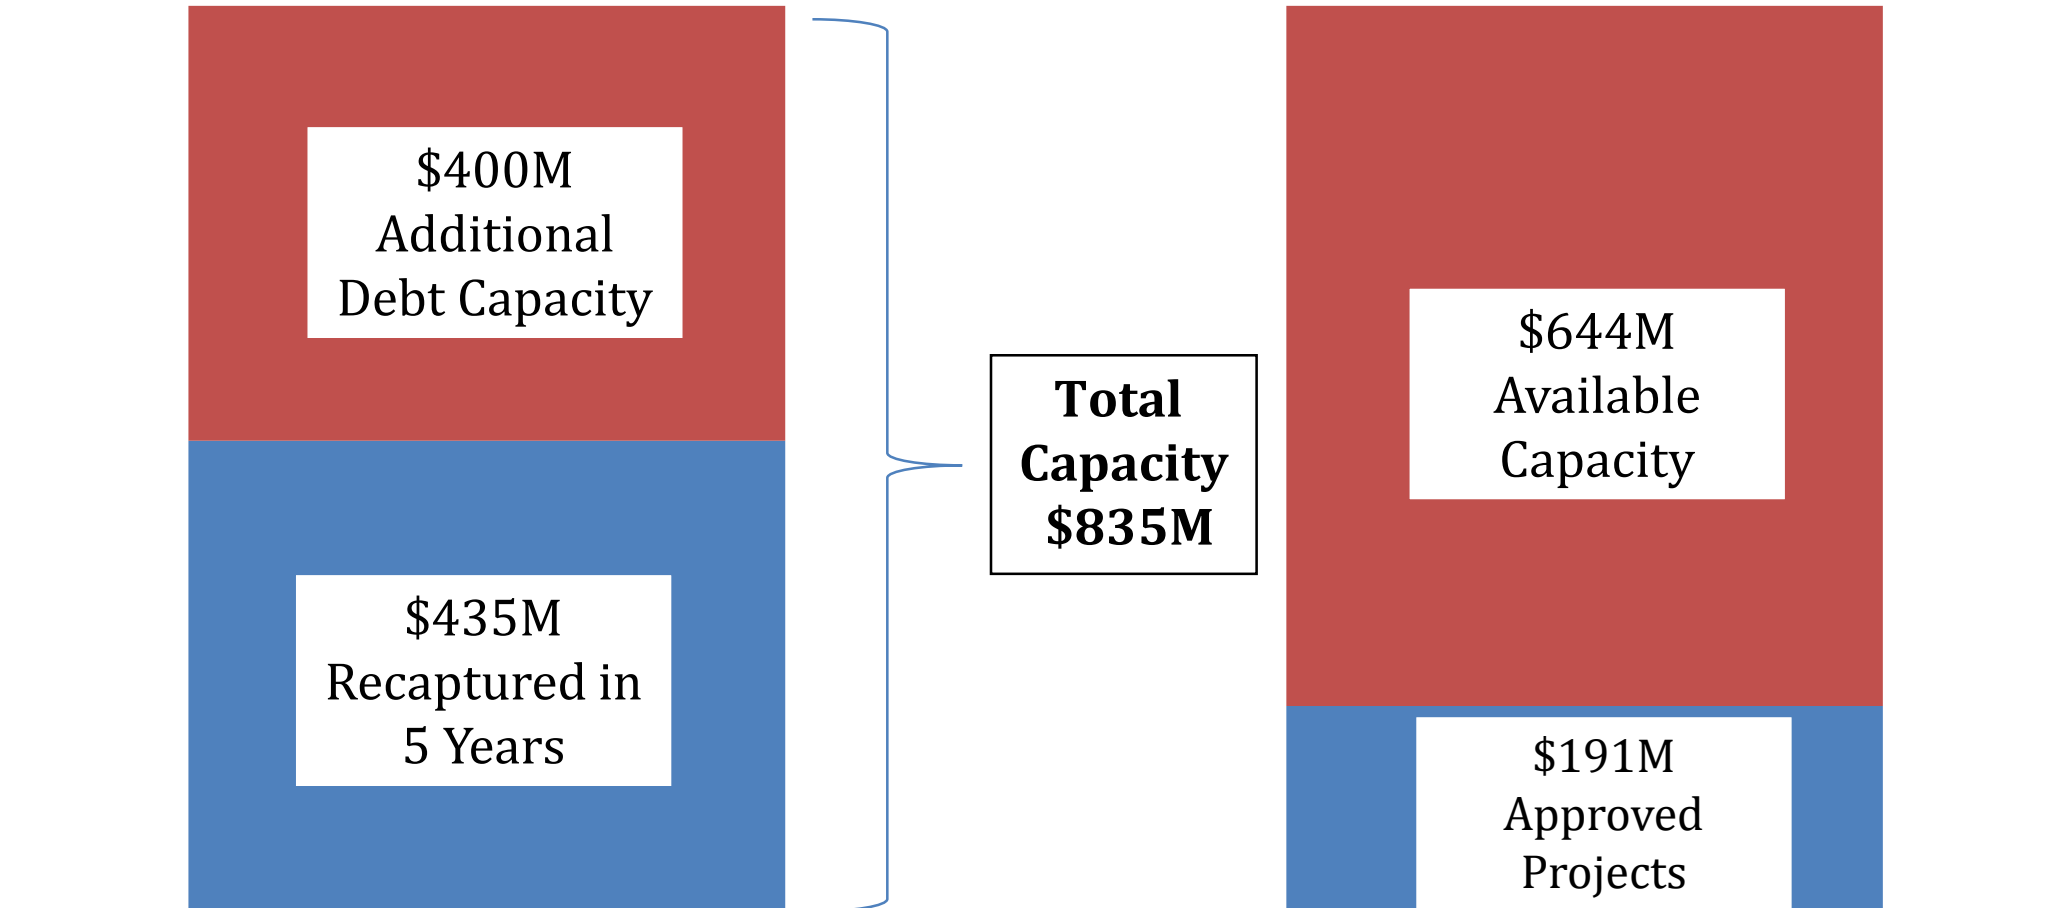 $400M
Additional
Debt Capacity
$435M
Recaptured in
5 Years
Total
Capacity
$835M
$644M
Available
Capacity
$191M
Approved
Projects